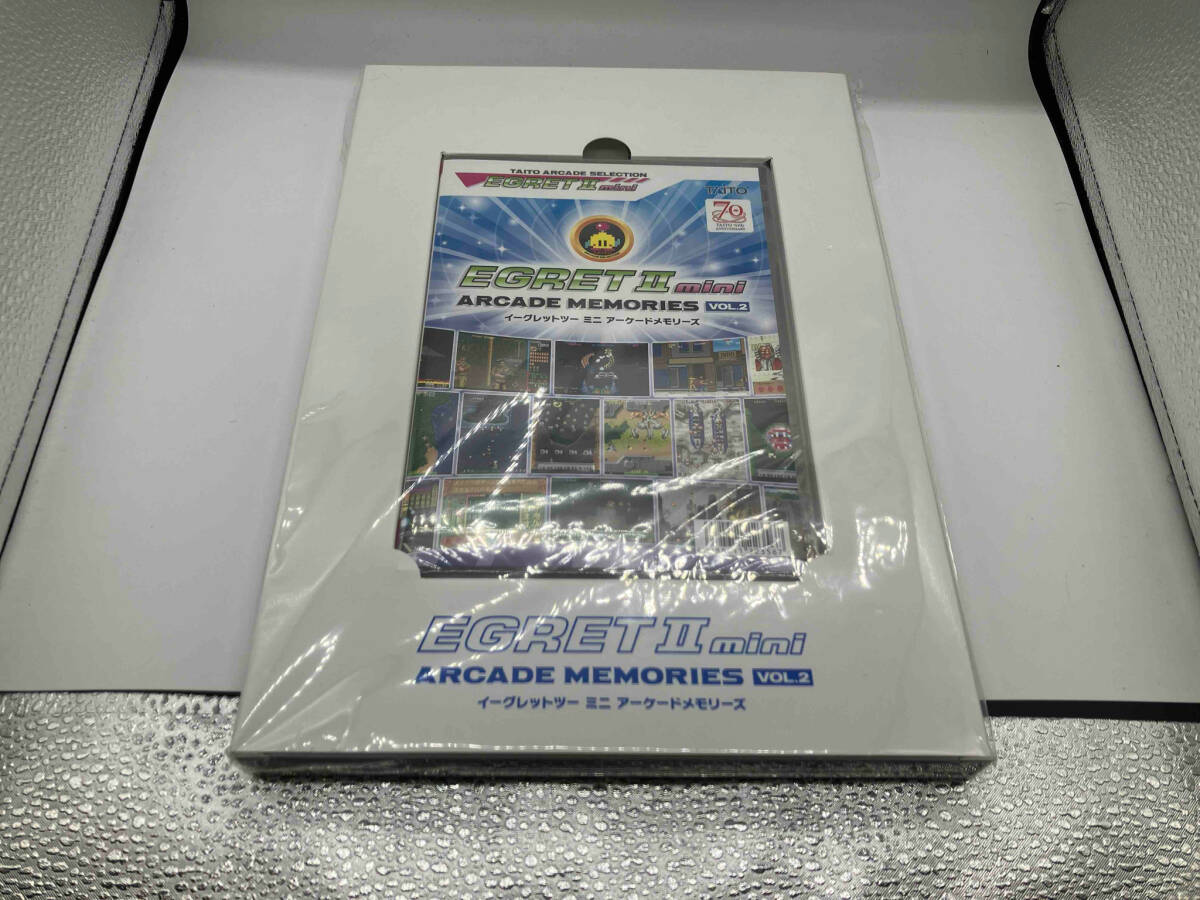 TAITO ARCADE SELECTION
EGRET II mini
TAITO
70
TAITO 70th
ANNIVERSARY
EGRET II mini
ARCADE MEMORIES VOL.2
イーグレットツー ミニ アーケードメモリーズ
EGRET II mini
ARCADE MEMORIES VOL.2
イーグレットツー ミニ アーケードメモリーズ